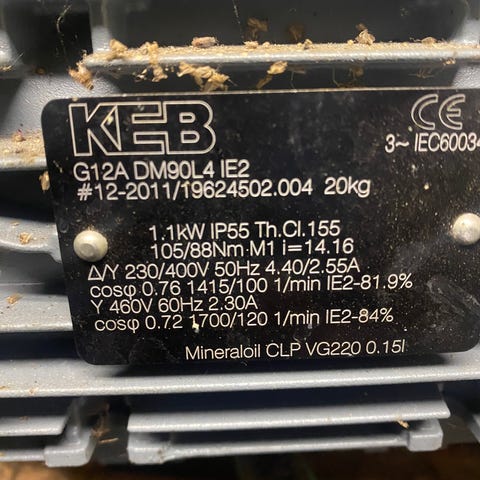 KEB
CE
3~ IEC60034
G12A DM90L4 IE2
#12-2011/19624502.004 20kg
1.1kW IP55 Th.Cl.155
105/88Nm M1 i=14.16
Δ/Y 230/400V 50Hz 4.40/2.55A
cosφ 0.76 1415/100 1/min IE2-81.9%
Y 460V 60Hz 2.30A
cosφ 0.72 1700/120 1/min IE2-84%
Mineraloil CLP VG220 0.15l